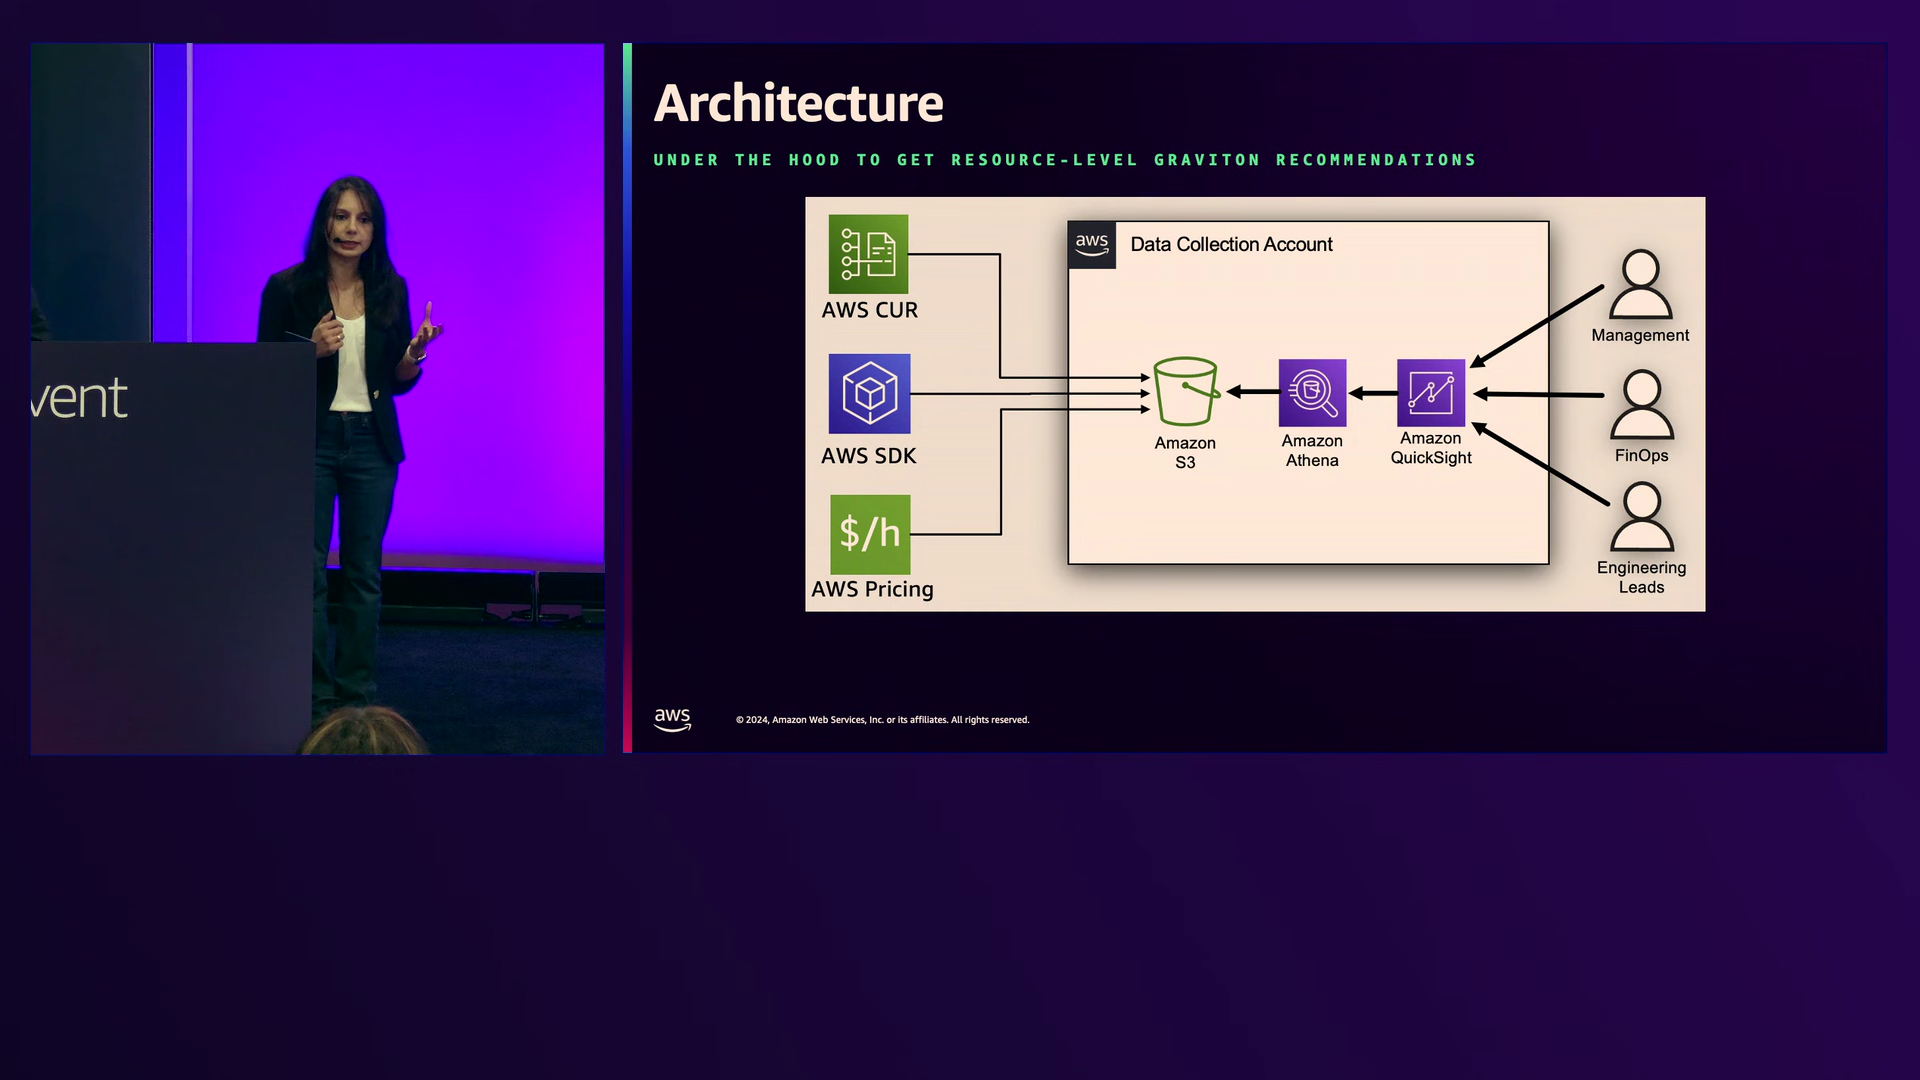 vent
Architecture
UNDER THE HOOD TO GET RESOURCE-LEVEL GRAVITON RECOMMENDATIONS
AWS CUR
AWS SDK
$/h
AWS Pricing
aws
Data Collection Account
Amazon
S3
Amazon
Athena
Amazon
QuickSight
Management
FinOps
Engineering
Leads
aws
© 2024, Amazon Web Services, Inc. or its affiliates. All rights reserved.